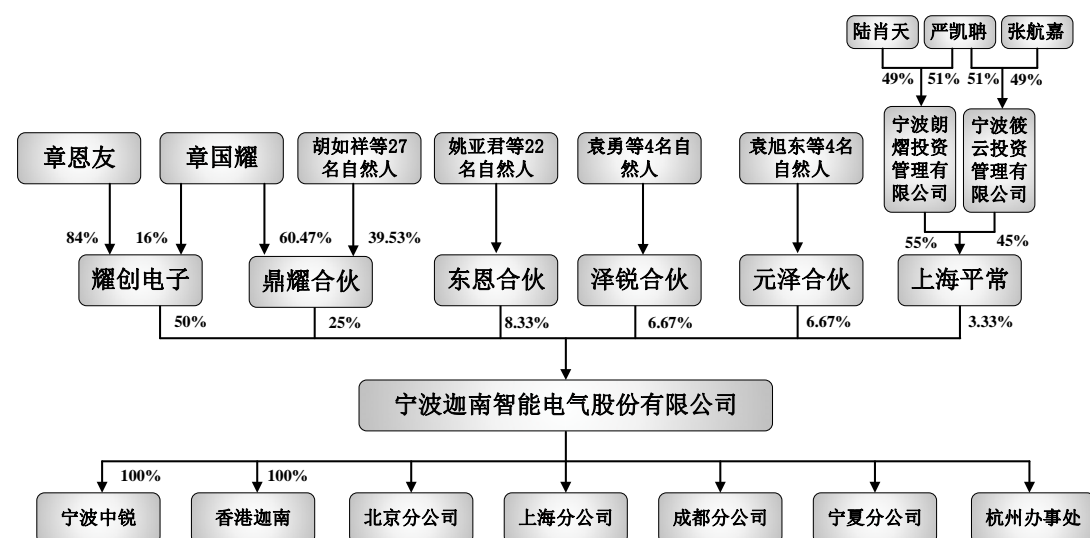 陆肖天
严凯聃
张航嘉
49%
51%
51%
49%
宁波朗
熠投资
管理有
限公司
宁波筱
云投资
管理有
限公司
章恩友
章国耀
胡如祥等27
名自然人
姚亚君等22
名自然人
袁勇等4名自
然人
袁旭东等4名
自然人
84%
16%
60.47%
39.53%
55%
45%
耀创电子
鼎耀合伙
东恩合伙
泽锐合伙
元泽合伙
上海平常
50%
25%
8.33%
6.67%
6.67%
3.33%
宁波迦南智能电气股份有限公司
100%
100%
宁波中锐
香港迦南
北京分公司
上海分公司
成都分公司
宁夏分公司
杭州办事处